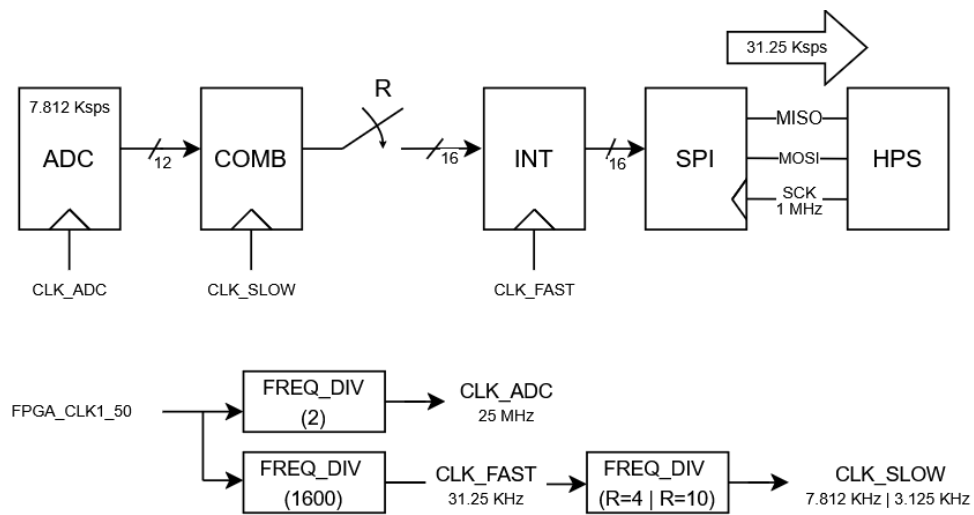 31.25 Ksps
7.812 Ksps
ADC
12
COMB
R
16
INT
16
SPI
MISO
MOSI
SCK
1 MHz
HPS
CLK_ADC
CLK_SLOW
CLK_FAST
FPGA_CLK1_50
FREQ_DIV
(2)
CLK_ADC
25 MHz
FREQ_DIV
(1600)
CLK_FAST
31.25 KHz
FREQ_DIV
(R=4 | R=10)
CLK_SLOW
7.812 KHz | 3.125 KHz